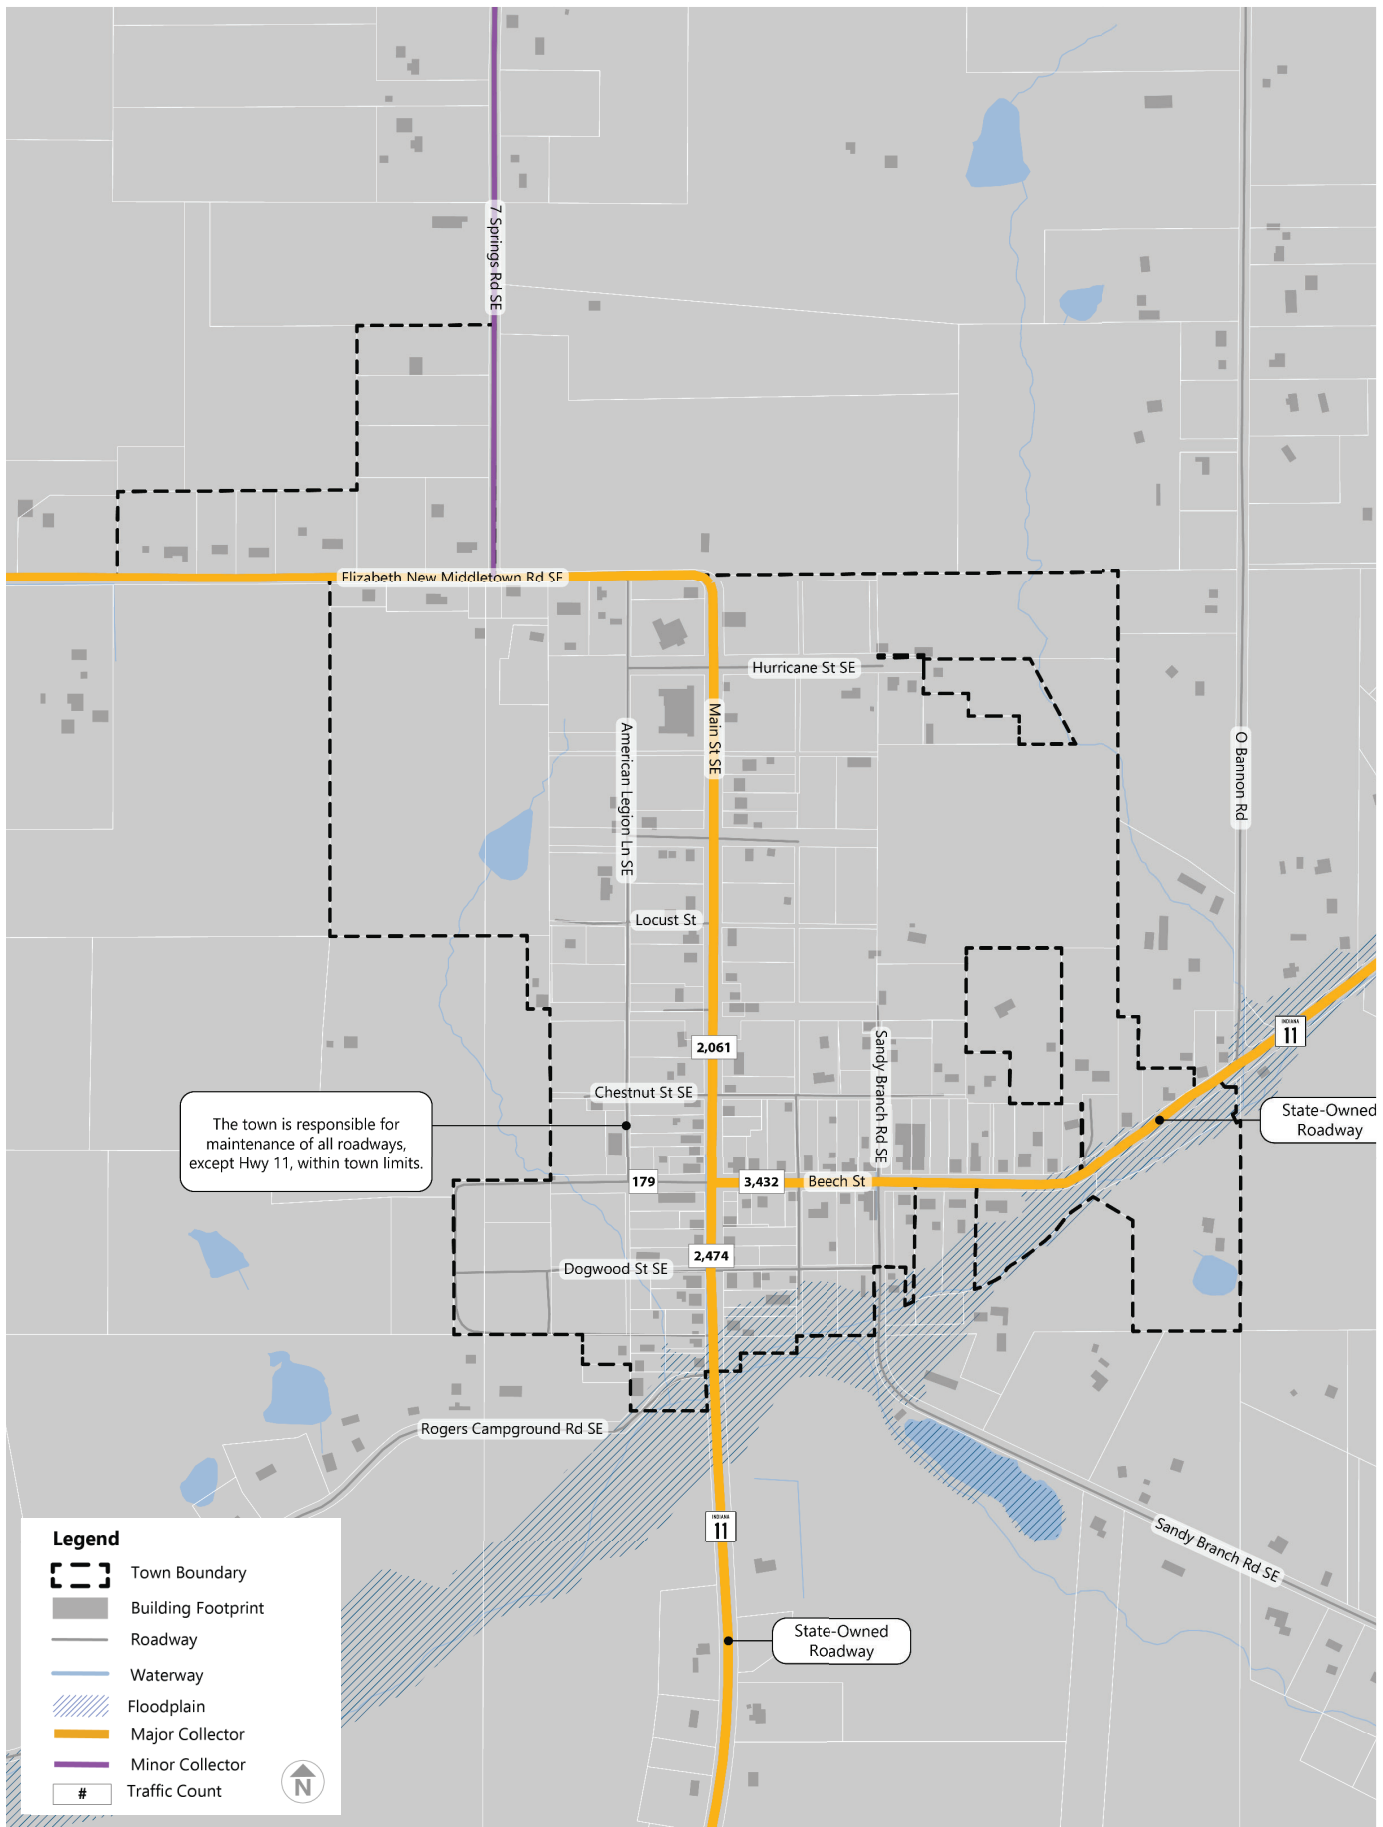 7 Springs Rd SE
Elizabeth New Middletown Rd SE
Hurricane St SE
Main St SE
American Legion Ln SE
O Bannon Rd
Locust St
INDIANA
11
2,061
Sandy Branch Rd SE
Chestnut St SE
State-Owned
Roadway
The town is responsible for
maintenance of all roadways,
except Hwy 11, within town limits.
179
3,432
Beech St
2,474
Dogwood St SE
Rogers Campground Rd SE
INDIANA
11
Sandy Branch Rd SE
State-Owned
Roadway
Legend
Town Boundary
Building Footprint
Roadway
Waterway
Floodplain
Major Collector
Minor Collector
# Traffic Count
N